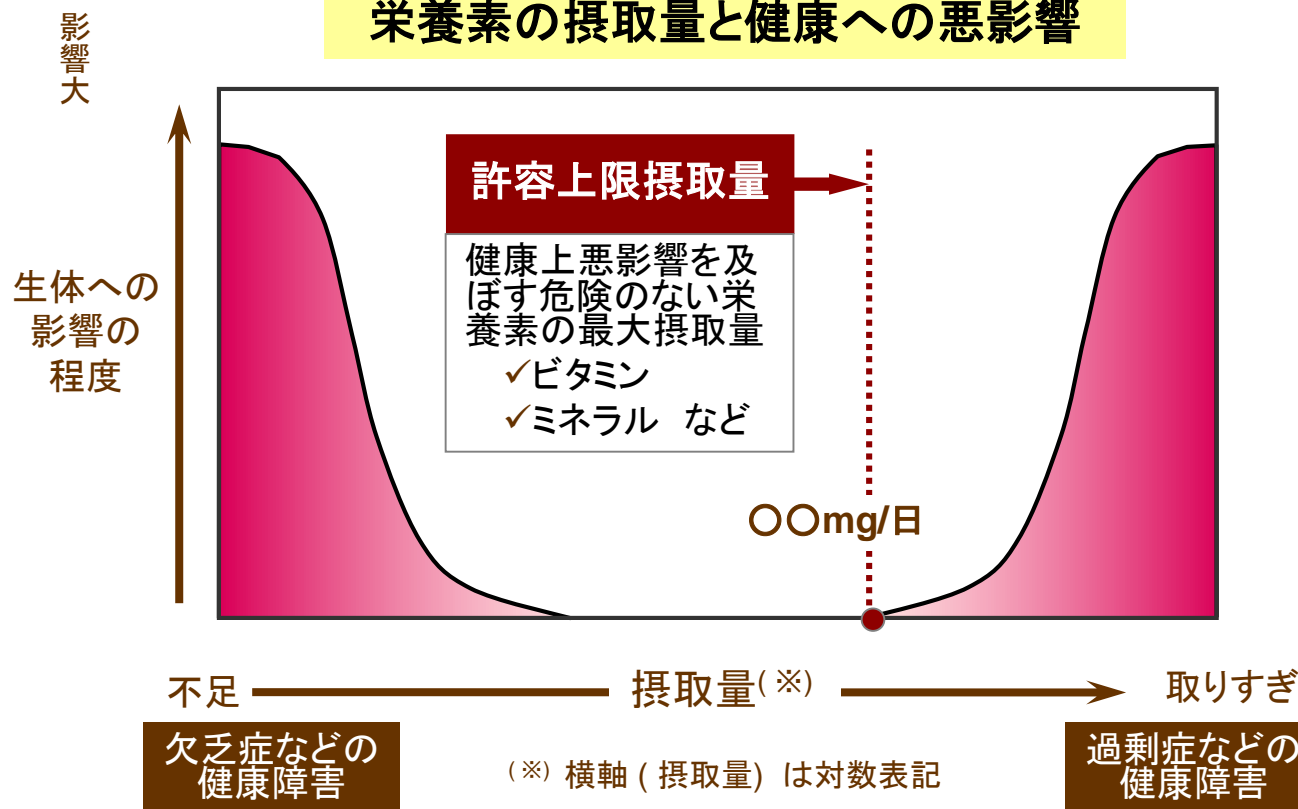 栄養素の摂取量と健康への悪影響
影響大
許容上限摂取量
健康上悪影響を及
ぼす危険のない栄
養素の最大摂取量
✓ビタミン
✓ミネラル など
生体への
影響の
程度
〇〇mg/日
不足
摂取量(※)
取りすぎ
欠乏症などの
健康障害
(※) 横軸 ( 摂取量) は対数表記
過剰症などの
健康障害